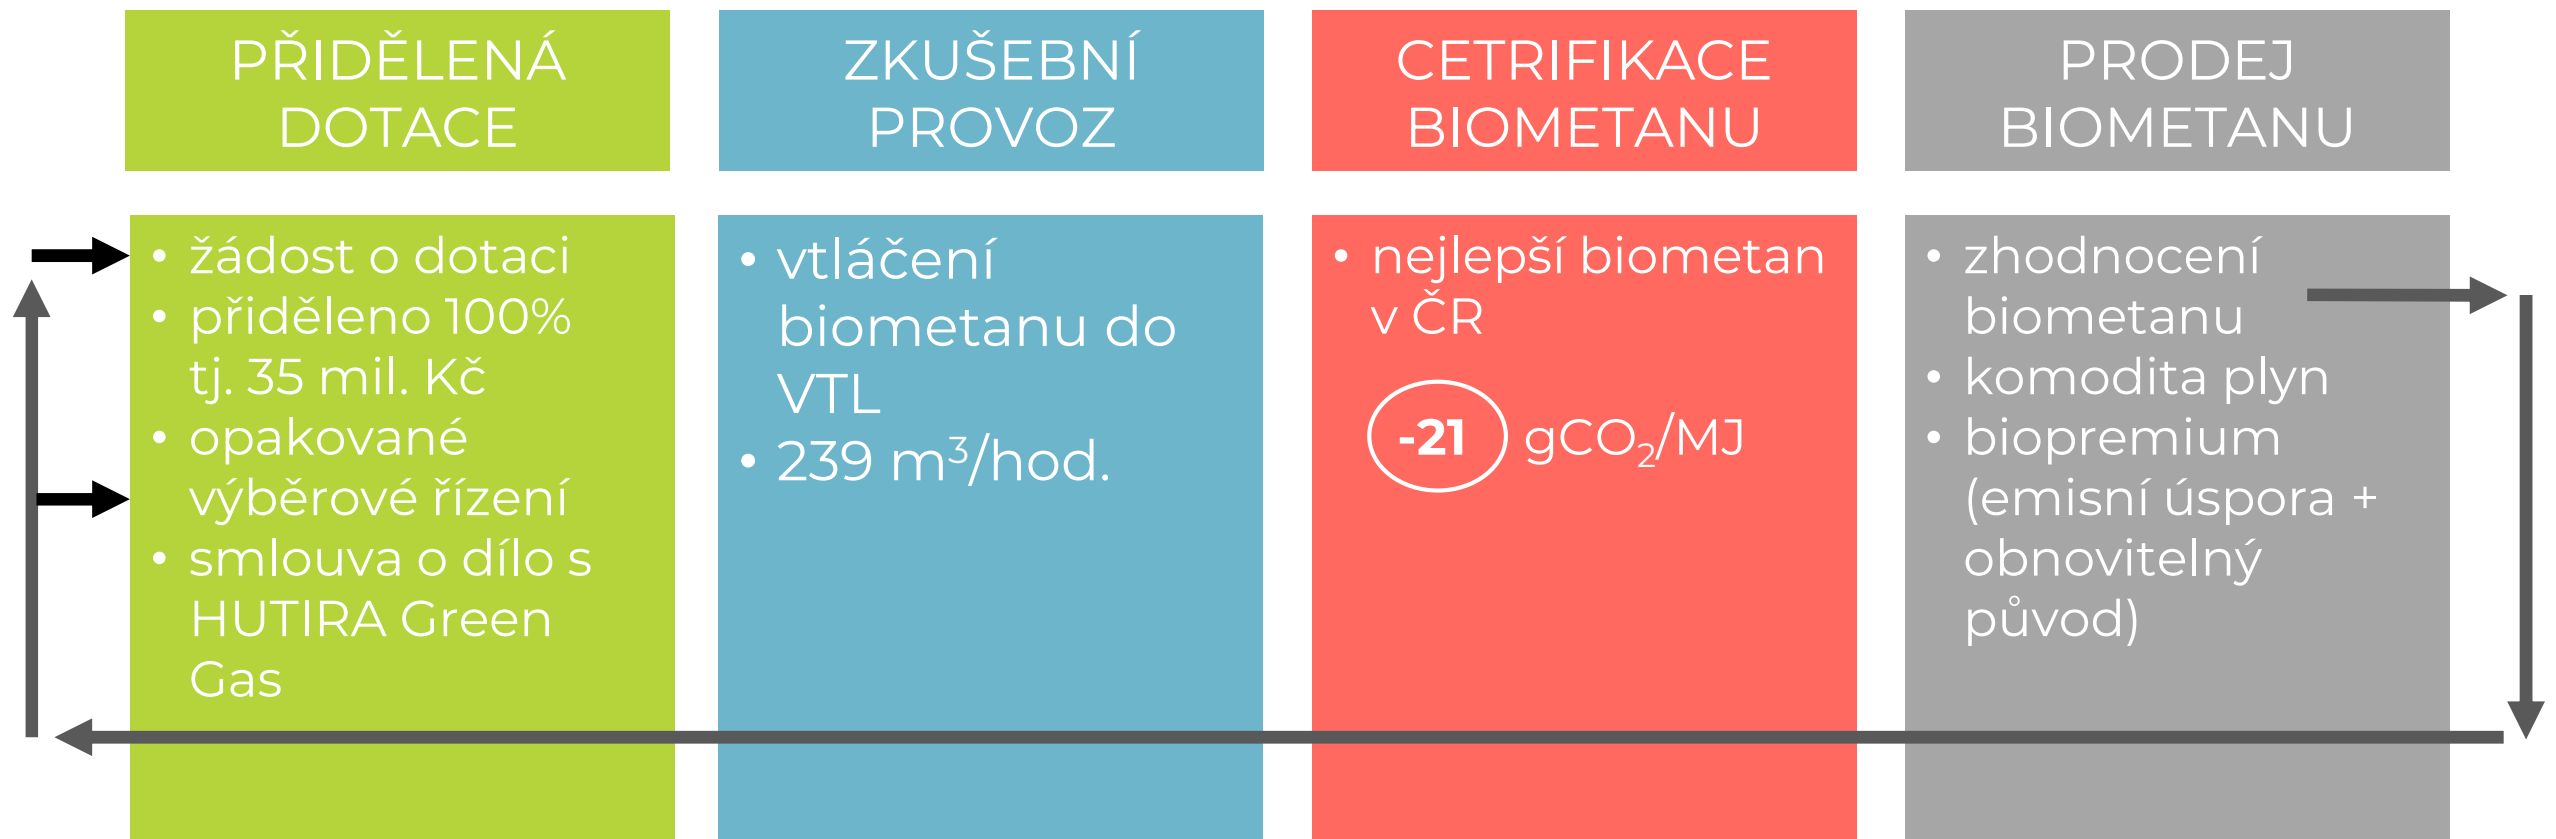 PŘIDĚLENÁ
DOTACE
ZKUŠEBNÍ
PROVOZ
CETRIFIKACE
BIOMETANU
PRODEJ
BIOMETANU
• žádost o dotaci
• přiděleno 100%
tj. 35 mil. Kč
• opakované
výběrové řízení
• smlouva o dílo s
HUTIRA Green
Gas
• vtláčení
biometanu do
VTL
• 239 m³/hod.
• nejlepší biometan
v ČR
-21 gCO₂/MJ
• zhodnocení
biometanu
• komodita plyn
• biopremium
(emisní úspora +
obnovitelný
původ)